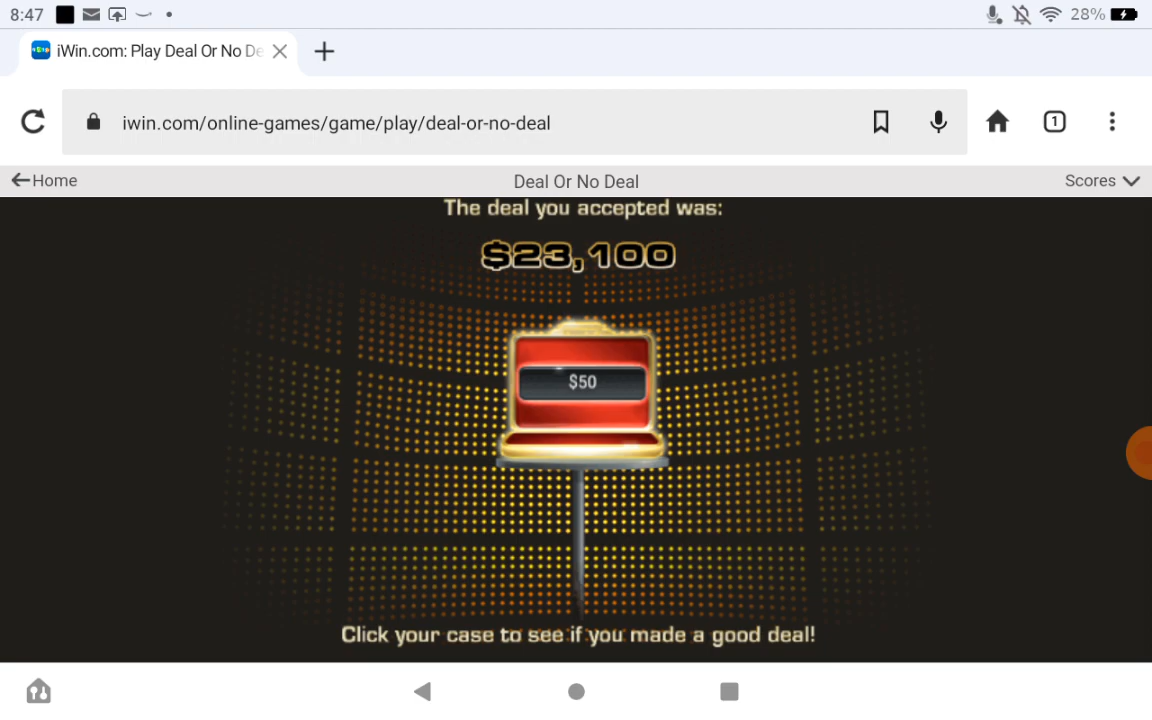 8:47
28%
iWin.com: Play Deal Or No De
iwin.com/online-games/game/play/deal-or-no-deal
1
Home
Deal Or No Deal
Scores
The deal you accepted was:
$23,100
$50
Click your case to see if you made a good deal!